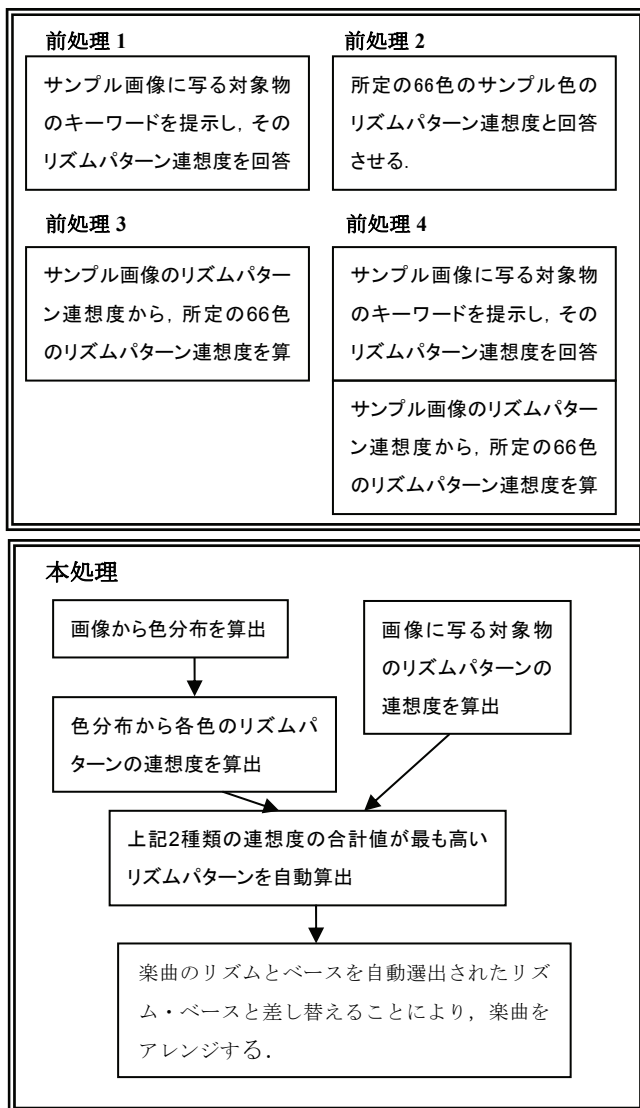 前処理 1
サンプル画像に写る対象物
のキーワードを提示し, その
リズムパターン連想度を回答
前処理 2
所定の66色のサンプル色の
リズムパターン連想度と回答
させる.
前処理 3
サンプル画像のリズムパター
ン連想度から, 所定の66色
のリズムパターン連想度を算
前処理 4
サンプル画像に写る対象物
のキーワードを提示し, その
リズムパターン連想度を回答
サンプル画像のリズムパター
ン連想度から, 所定の66色
のリズムパターン連想度を算
本処理
画像から色分布を算出
色分布から各色のリズムパ
ターンの連想度を算出
画像に写る対象物
のリズムパターンの
連想度を算出
上記2種類の連想度の合計値が最も高い
リズムパターンを自動算出
楽曲のリズムとベースを自動選出されたリズ
ム・ベースと差し替えることにより, 楽曲を
アレンジする.